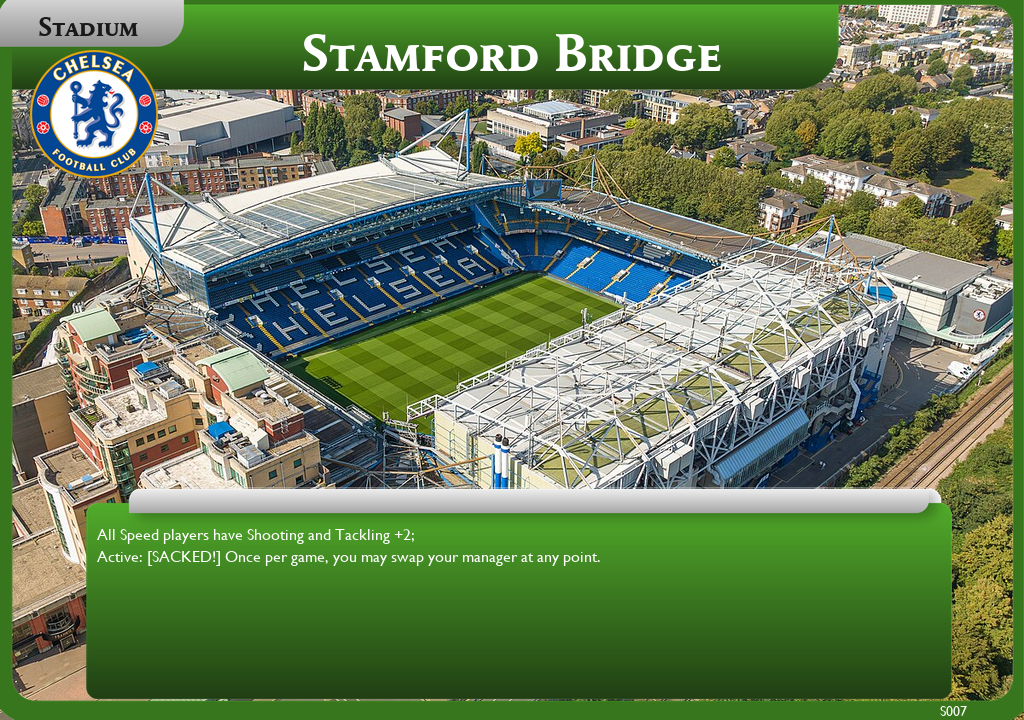 Stadium
Stamford Bridge
CHELSEA
FOOTBALL CLUB
CHELSEA
CHELSEA
All Speed players have Shooting and Tackling +2;
Active: [SACKED!] Once per game, you may swap your manager at any point.
S007